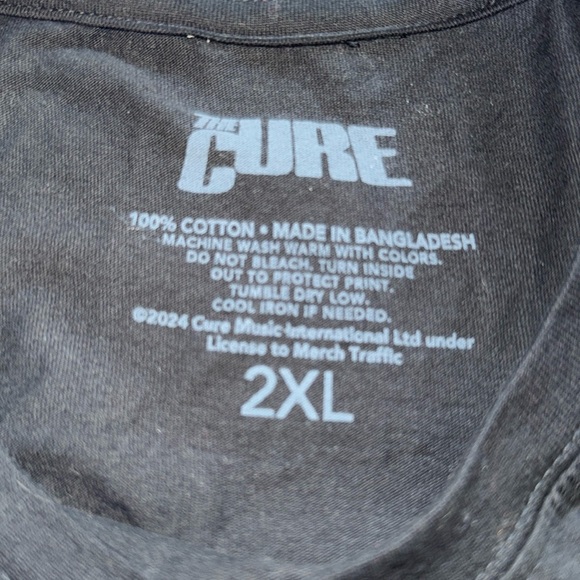 THE
CURE
100% COTTON • MADE IN BANGLADESH
MACHINE WASH WARM WITH COLORS.
DO NOT BLEACH. TURN INSIDE
OUT TO PROTECT PRINT.
TUMBLE DRY LOW.
COOL IRON IF NEEDED.
©2024 Cure Music International Ltd under
License to Merch Traffic
2XL